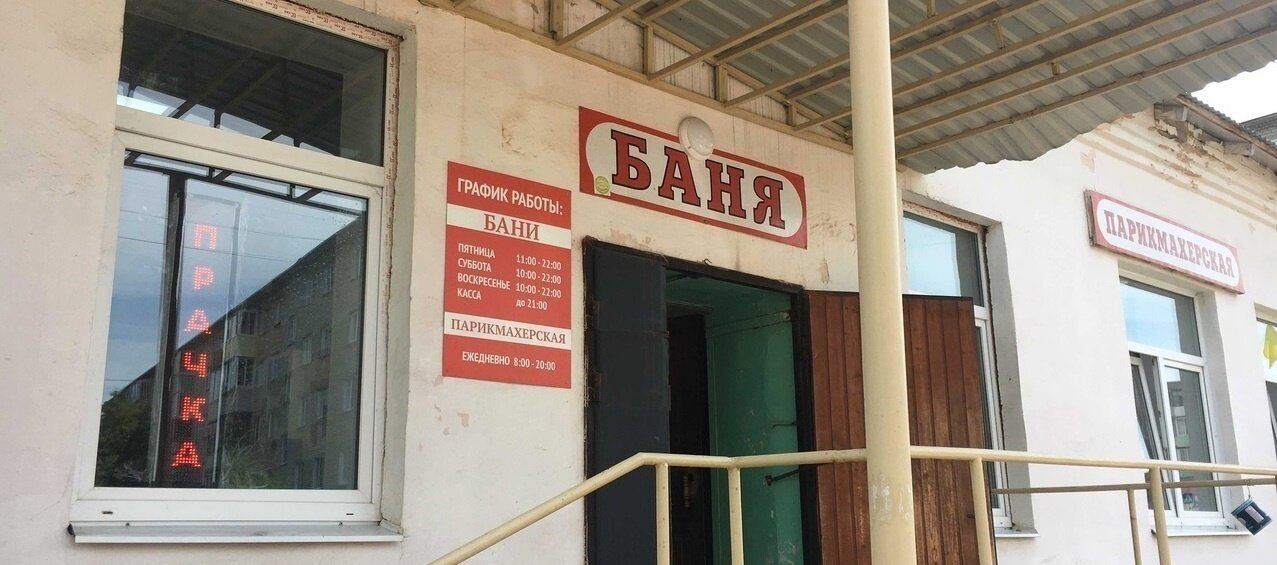 ПРАЧКА
ГРАФИК РАБОТЫ:
БАНИ
ПЯТНИЦА 11:00 - 22:00
СУББОТА 10:00 - 22:00
ВОСКРЕСЕНЬЕ 10:00 - 22:00
КАССА до 21:00
ПАРИКМАХЕРСКАЯ
ЕЖЕДНЕВНО 8:00 - 20:00
БАНЯ
ПАРИКМАХЕРСКАЯ